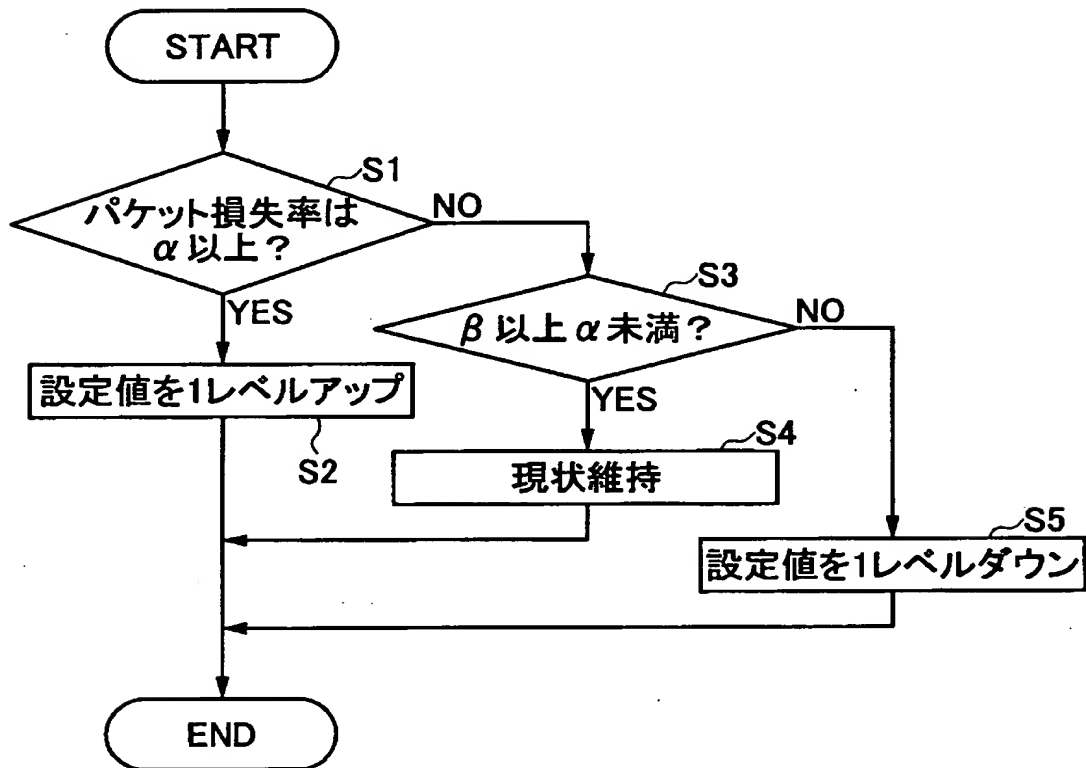 START
S1
パケット損失率は
α以上?
NO
YES
S3
β以上α未満?
NO
YES
設定値を1レベルアップ
S2
S4
現状維持
S5
設定値を1レベルダウン
END